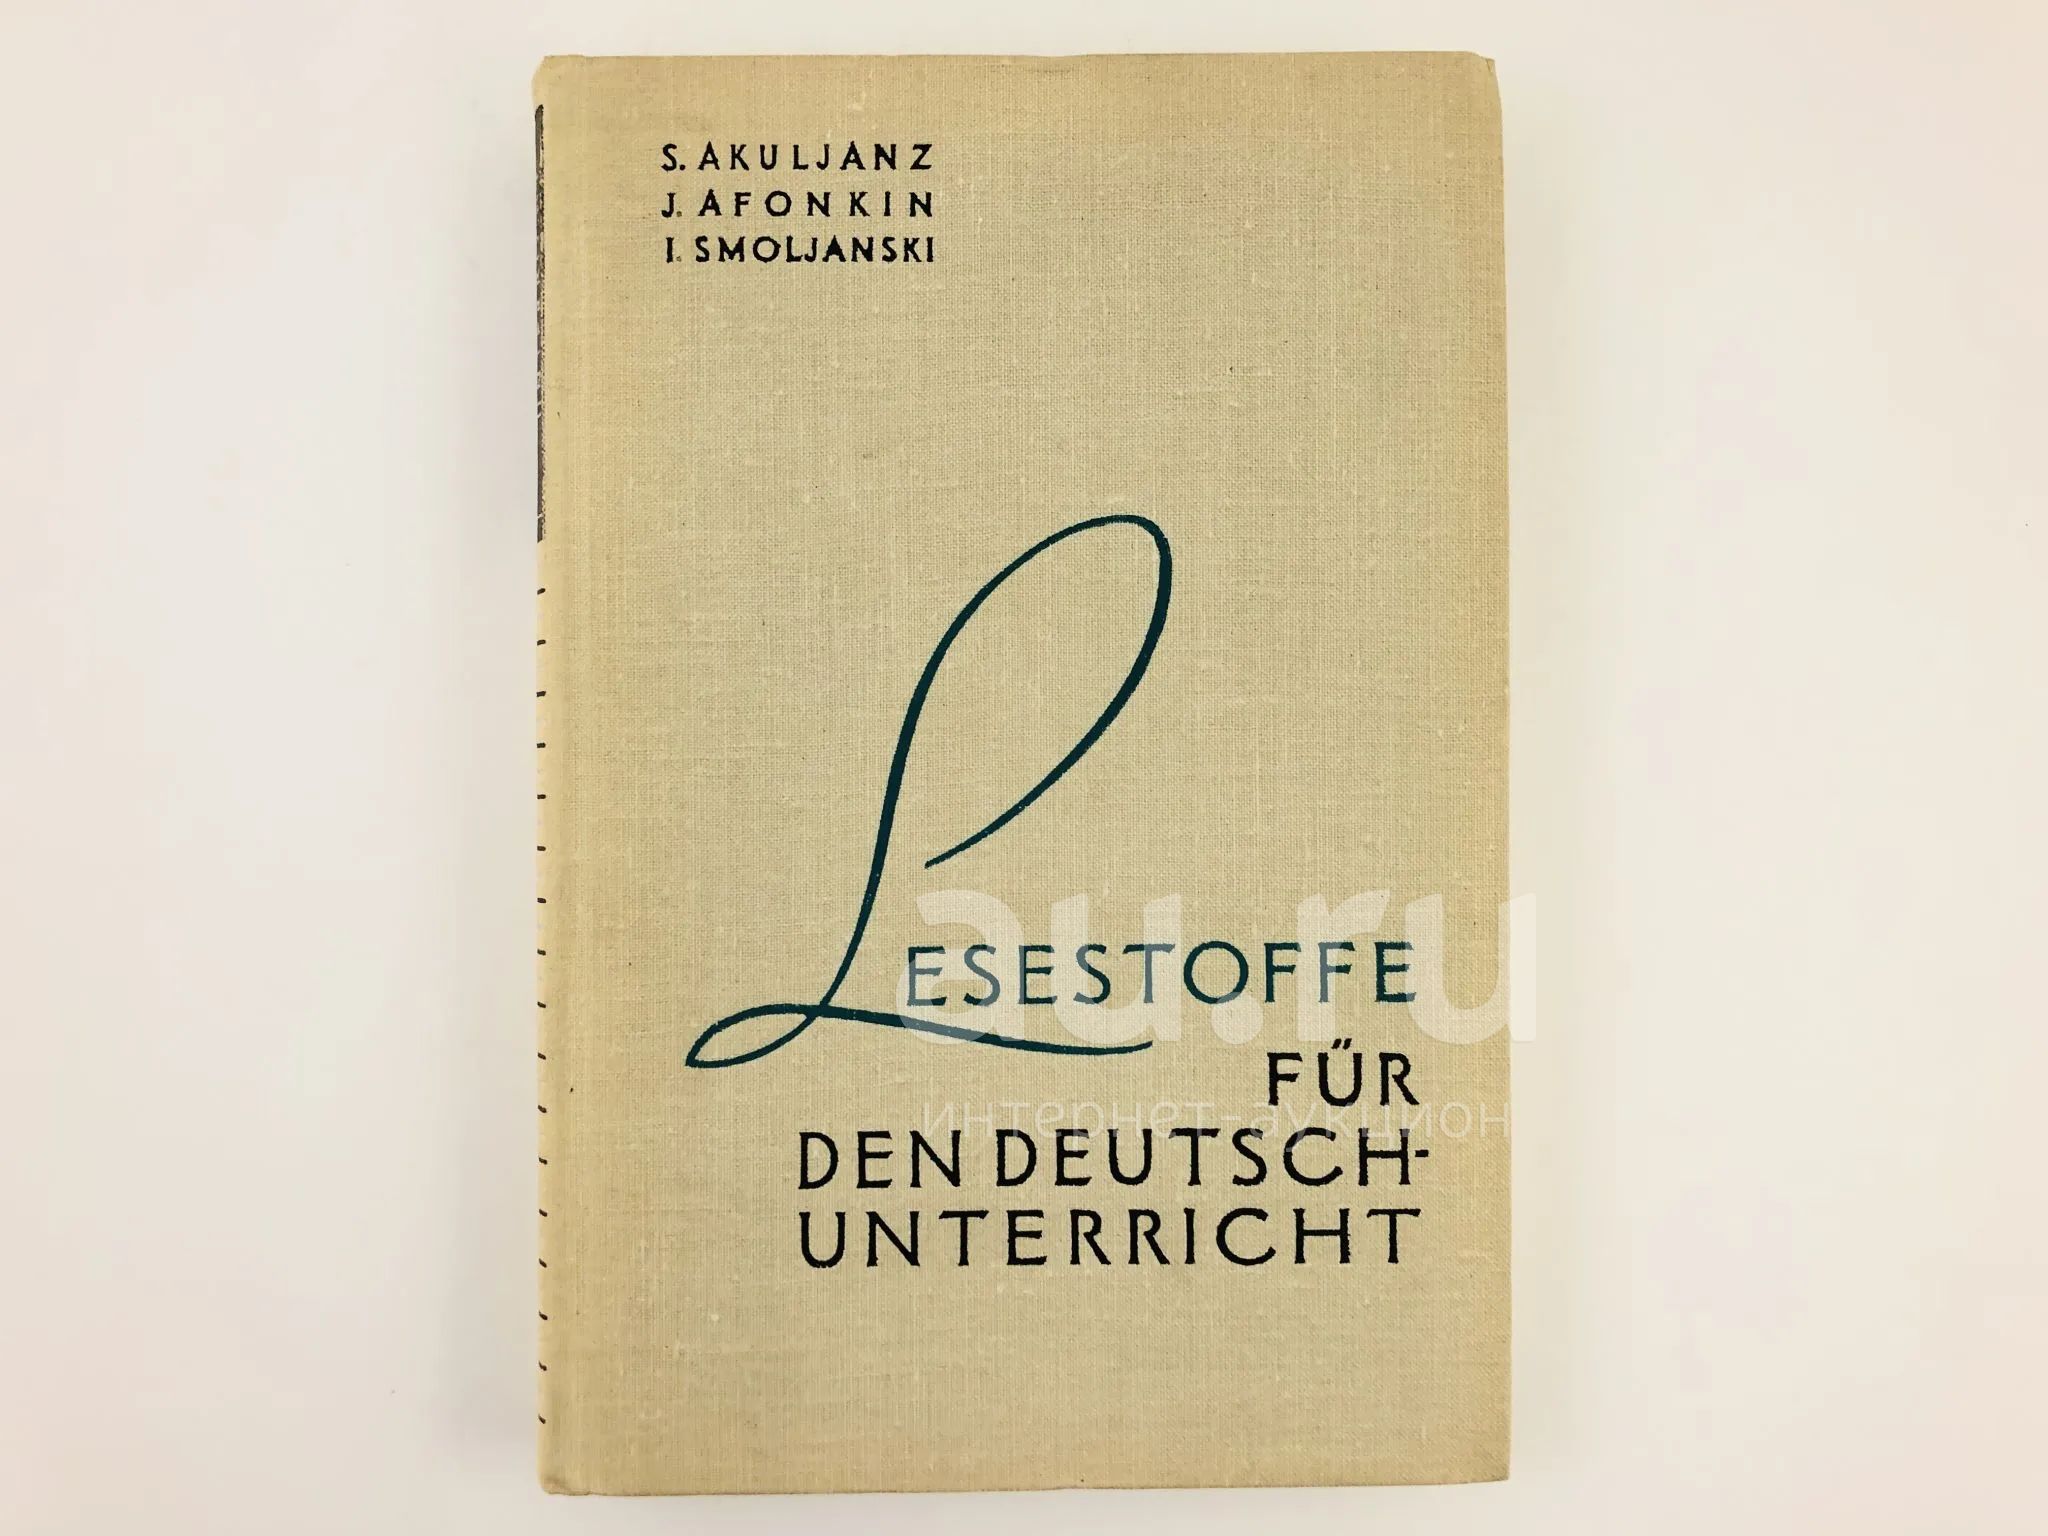 S. AKULJANZ
J. AFONKIN
I. SMOLJANSKI
LESESTOFFE
FÜR
DEN DEUTSCH-
UNTERRICHT
au.ru
интернет-аукцион